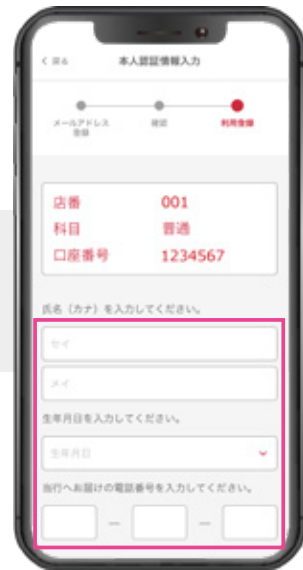 < 戻る 本人認証情報入力
メールアドレス 確認 利用登録
登録
店番 001
科目 普通
口座番号 1234567
氏名（カナ）を入力してください。
セイ
メイ
生年月日を入力してください。
生年月日
当行へお届けの電話番号を入力してください。
— —